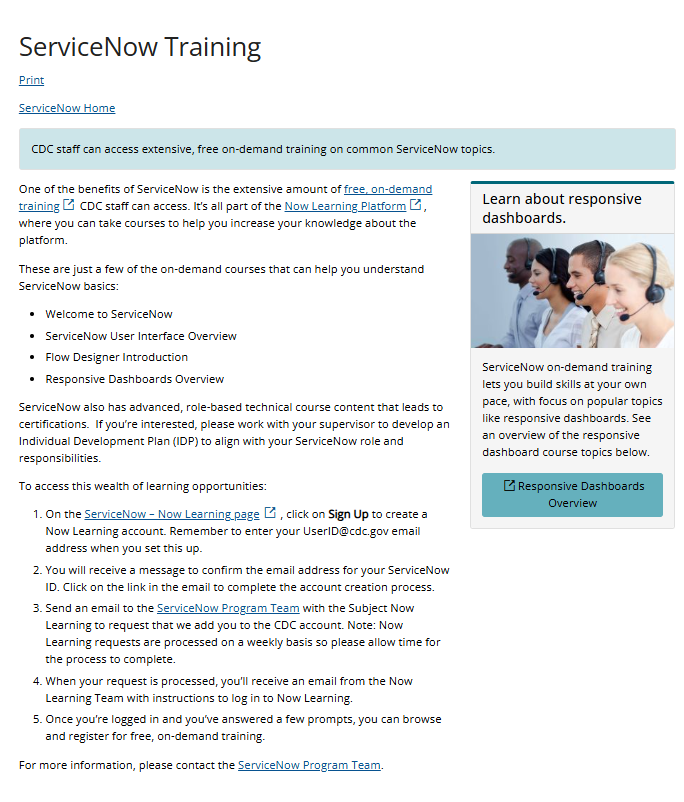 ServiceNow Training
Print
ServiceNow Home
CDC staff can access extensive, free on-demand training on common ServiceNow topics.
One of the benefits of ServiceNow is the extensive amount of free, on-demand
training CDC staff can access. It's all part of the Now Learning Platform ,
where you can take courses to help you increase your knowledge about the
platform.
These are just a few of the on-demand courses that can help you understand
ServiceNow basics:
• Welcome to ServiceNow
• ServiceNow User Interface Overview
• Flow Designer Introduction
• Responsive Dashboards Overview
ServiceNow also has advanced, role-based technical course content that leads to
certifications.  If you're interested, please work with your supervisor to develop an
Individual Development Plan (IDP) to align with your ServiceNow role and
responsibilities.
To access this wealth of learning opportunities:
1. On the ServiceNow – Now Learning page , click on Sign Up to create a
Now Learning account. Remember to enter your UserID@cdc.gov email
address when you set this up.
2. You will receive a message to confirm the email address for your ServiceNow
ID. Click on the link in the email to complete the account creation process.
3. Send an email to the ServiceNow Program Team with the Subject Now
Learning to request that we add you to the CDC account. Note: Now
Learning requests are processed on a weekly basis so please allow time for
the process to complete.
4. When your request is processed, you'll receive an email from the Now
Learning Team with instructions to log in to Now Learning.
5. Once you're logged in and you've answered a few prompts, you can browse
and register for free, on-demand training.
For more information, please contact the ServiceNow Program Team.
Learn about responsive
dashboards.
ServiceNow on-demand training
lets you build skills at your own
pace, with focus on popular topics
like responsive dashboards. See
an overview of the responsive
dashboard course topics below.
Responsive Dashboards
Overview